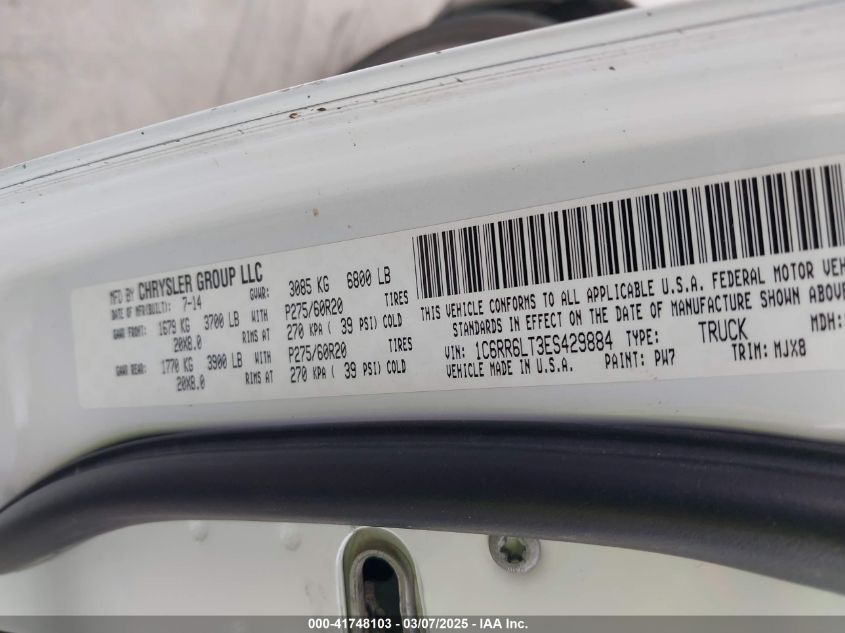 MFD BY CHRYSLER GROUP LLC
DATE OF MFR(BUILT): 7-14 GVWR: 3085 KG 6800 LB
GAWR FRONT: 1679 KG 3700 LB WITH P275/60R20 TIRES
20X8.0 RIMS AT 270 KPA ( 39 PSI) COLD
GAWR REAR: 1770 KG 3900 LB WITH P275/60R20 TIRES
20X8.0 RIMS AT 270 KPA ( 39 PSI) COLD
THIS VEHICLE CONFORMS TO ALL APPLICABLE U.S.A. FEDERAL MOTOR VEH
STANDARDS IN EFFECT ON THE DATE OF MANUFACTURE SHOWN ABOVE
VIN: 1C6RR6LT3ES429884 TYPE: TRUCK MDH:
VEHICLE MADE IN U.S.A. PAINT: PW7 TRIM: MJX8
000-41748103 — 03/07/2025 — IAA Inc.